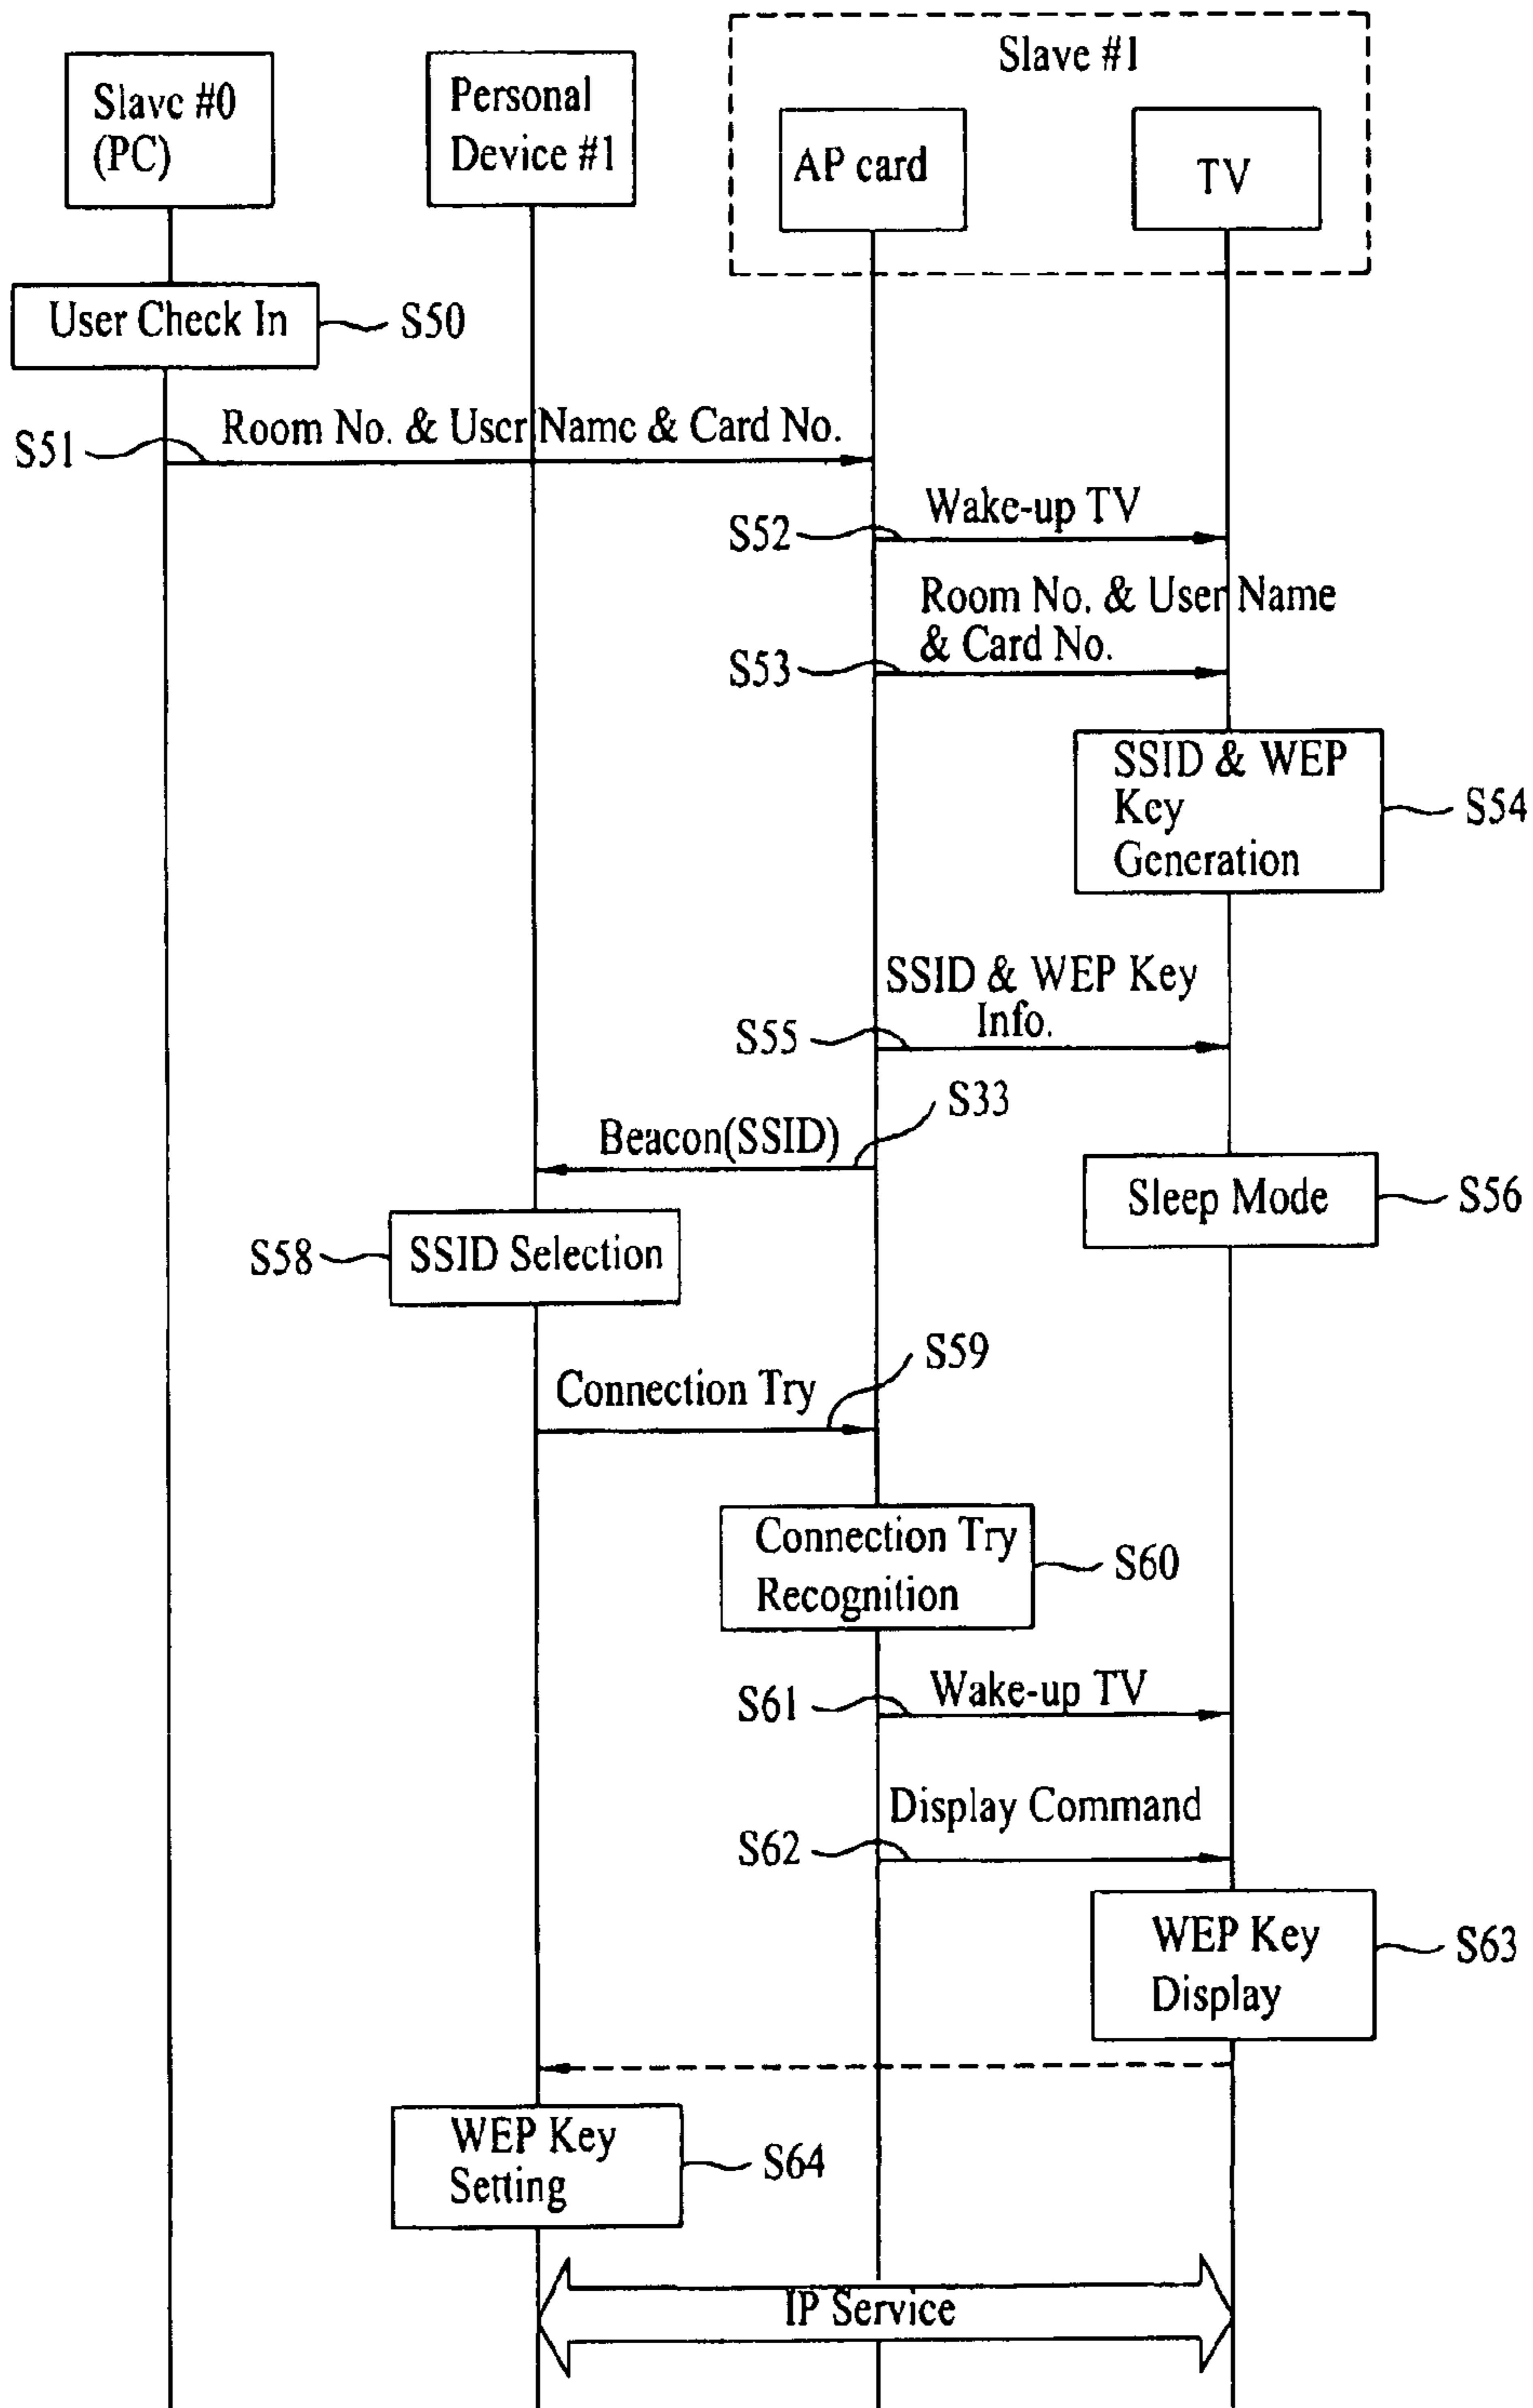 Slave #1
Slave #0
(PC)
Personal
Device #1
AP card
TV
User Check In
S50
Room No. & User Name & Card No.
S51
Wake-up TV
S52
Room No. & User Name
& Card No.
S53
SSID & WEP
Key
Generation
S54
SSID & WEP Key
Info.
S55
S33
Beacon(SSID)
Sleep Mode
S56
S58
SSID Selection
S59
Connection Try
Connection Try
Recognition
S60
Wake-up TV
S61
Display Command
S62
WEP Key
Display
S63
WEP Key
Setting
S64
IP Service